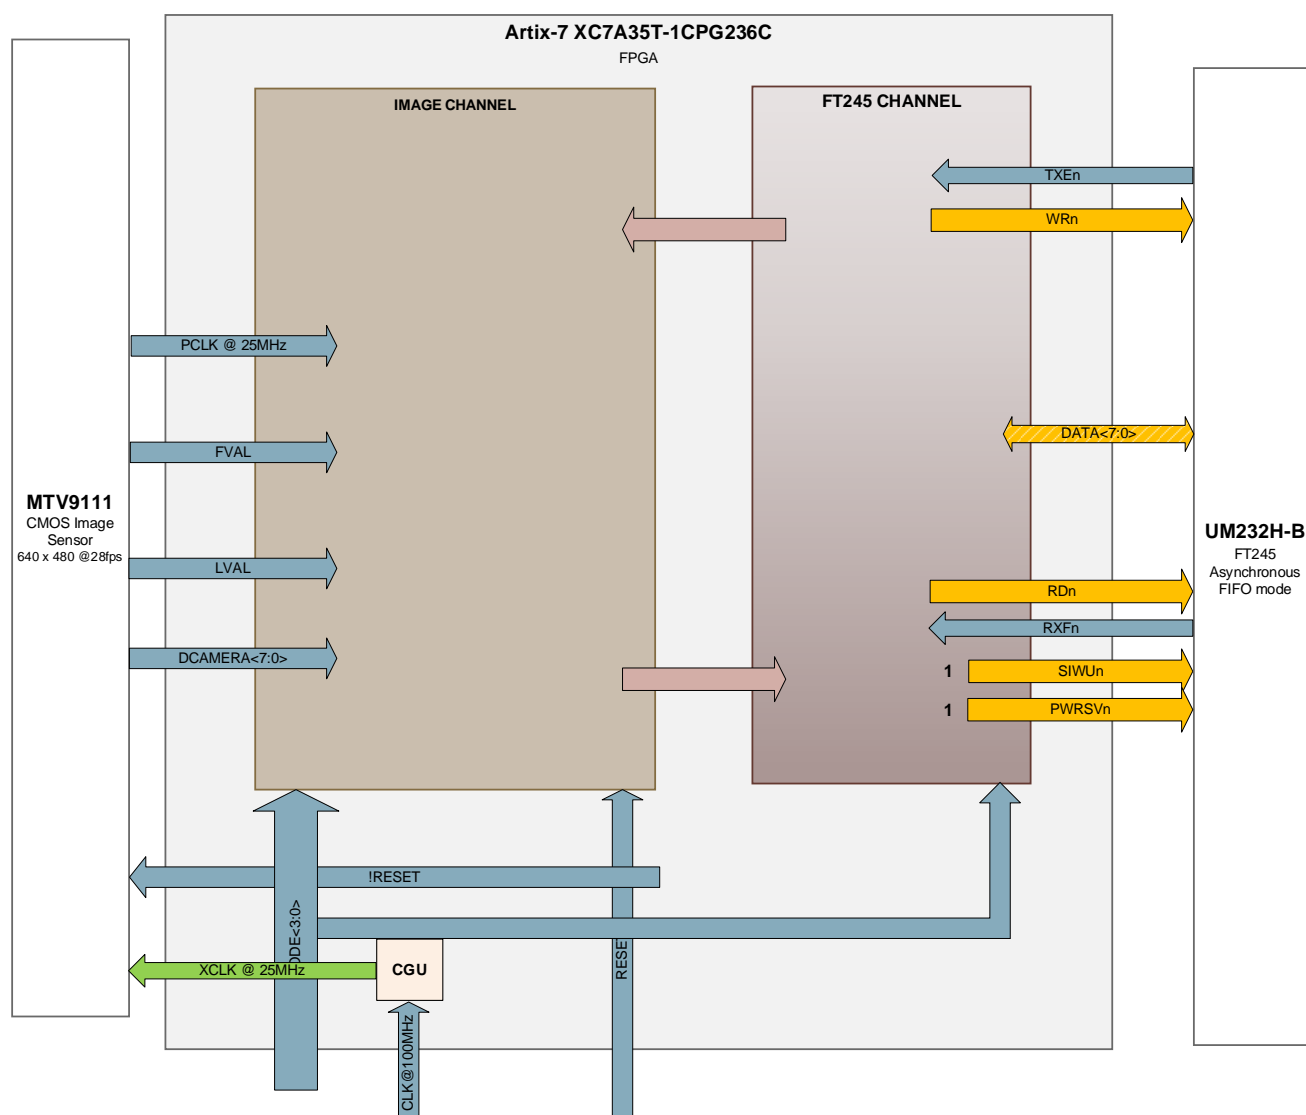 Artix-7 XC7A35T-1CPG236C
FPGA
IMAGE CHANNEL
FT245 CHANNEL
TXEn
WRn
PCLK @ 25MHz
FVAL
LVAL
DCAMERA<7:0>
MTV9111
CMOS Image
Sensor
640 x 480 @28fps
DATA<7:0>
UM232H-B
FT245
Asynchronous
FIFO mode
RDn
RXFn
1
SIWUn
1
PWRSVn
!RESET
XCLK @ 25MHz
CGU
CLK@100MHz